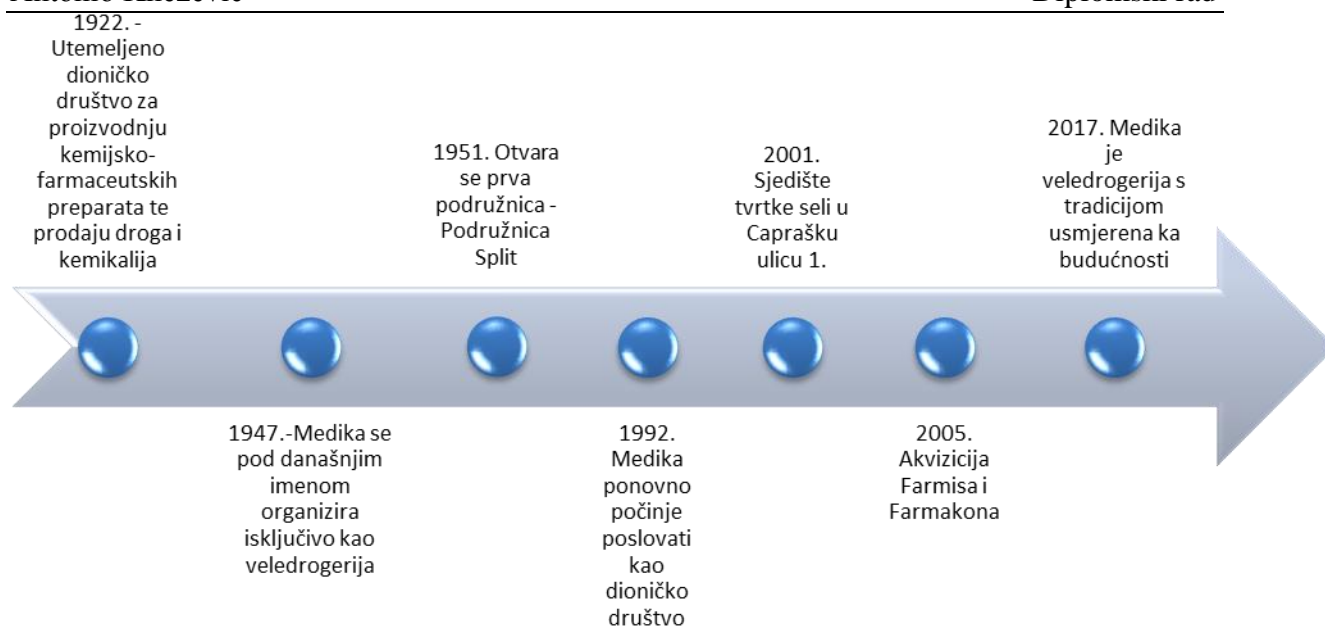 Antonio
Diplomski rad
1922. -
Utemeljeno
dioničko
društvo za
proizvodnju
kemijsko-
farmaceutskih
preparata te
prodaju droga i
kemikalija
1947.-Medika se
pod današnjim
imenom
organizira
isključivo kao
veledrogerija
1951. Otvara
se prva
podružnica -
Podružnica
Split
1992.
Medika
ponovno
počinje
poslovati
kao
dioničko
društvo
2001.
Sjedište
tvrtke seli u
Caprašku
ulicu 1.
2005.
Akvizicija
Farmisa i
Farmakona
2017. Medika
je
veledrogerija s
tradicijom
usmjerena ka
budućnosti